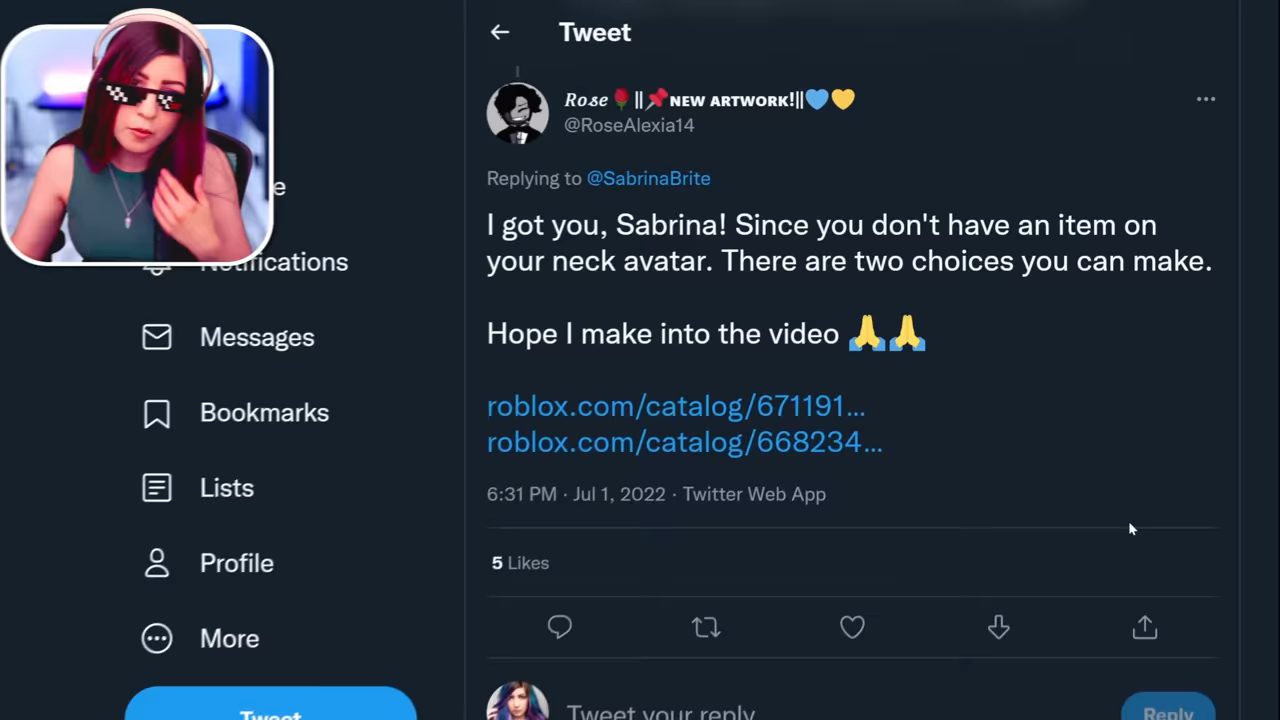 Tweet
Rose🌹||📌NEW ARTWORK!||💙💛
@RoseAlexia14
Replying to @SabrinaBrite
I got you, Sabrina! Since you don't have an item on
your neck avatar. There are two choices you can make.
Hope I make into the video 🙏🙏
roblox.com/catalog/671191...
roblox.com/catalog/668234...
6:31 PM · Jul 1, 2022 · Twitter Web App
5 Likes
Tweet your reply
Reply
e
Notifications
Messages
Bookmarks
Lists
Profile
More
Tweet